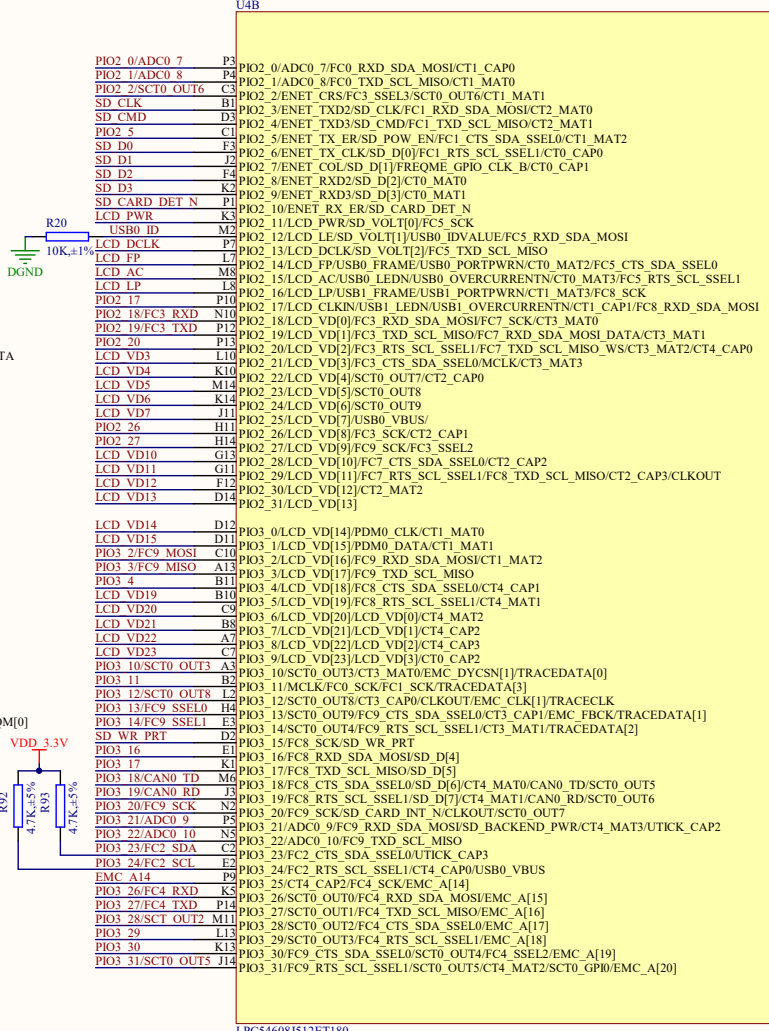 U4B
PIO2_0/ADC0_7 P3 PIO2_0/ADC0_7/FC0_RXD_SDA_MOSI/CT1_CAP0
PIO2_1/ADC0_8 P4 PIO2_1/ADC0_8/FC0_TXD_SCL_MISO/CT1_MAT0
PIO2_2/SCT0_OUT6 C3 PIO2_2/ENET_CRS/FC3_SSEL3/SCT0_OUT6/CT1_MAT1
SD_CLK B1 PIO2_3/ENET_TXD2/SD_CLK/FC1_RXD_SDA_MOSI/CT2_MAT0
SD_CMD D3 PIO2_4/ENET_TXD3/SD_CMD/FC1_TXD_SCL_MISO/CT2_MAT1
PIO2_5 C1 PIO2_5/ENET_TX_ER/SD_POW_EN/FC1_CTS_SDA_SSEL0/CT1_MAT2
SD_D0 F3 PIO2_6/ENET_TX_CLK/SD_D[0]/FC1_RTS_SCL_SSEL1/CT0_CAP0
SD_D1 J2 PIO2_7/ENET_COL/SD_D[1]/FREQME_GPIO_CLK_B/CT0_CAP1
SD_D2 F4 PIO2_8/ENET_RXD2/SD_D[2]/CT0_MAT0
SD_D3 K2 PIO2_9/ENET_RXD3/SD_D[3]/CT0_MAT1
SD_CARD_DET_N P1 PIO2_10/ENET_RX_ER/SD_CARD_DET_N
LCD_PWR K3 PIO2_11/LCD_PWR/SD_VOLT[0]/FC5_SCK
R20 USB0_ID M2 PIO2_12/LCD_LE/SD_VOLT[1]/USB0_IDVALUE/FC5_RXD_SDA_MOSI
10K,±1% LCD_DCLK P7 PIO2_13/LCD_DCLK/SD_VOLT[2]/FC5_TXD_SCL_MISO
LCD_FP L7 PIO2_14/LCD_FP/USB0_FRAME/USB0_PORTPWRN/CT0_MAT2/FC5_CTS_SDA_SSEL0
DGND LCD_AC M8 PIO2_15/LCD_AC/USB0_LEDN/USB0_OVERCURRENTN/CT0_MAT3/FC5_RTS_SCL_SSEL1
LCD_LP L8 PIO2_16/LCD_LP/USB1_FRAME/USB1_PORTPWRN/CT1_MAT3/FC8_SCK
PIO2_17 P10 PIO2_17/LCD_CLKIN/USB1_LEDN/USB1_OVERCURRENTN/CT1_CAP1/FC8_RXD_SDA_MOSI
PIO2_18/FC3_RXD N10 PIO2_18/LCD_VD[0]/FC3_RXD_SDA_MOSI/FC7_SCK/CT3_MAT0
PIO2_19/FC3_TXD P12 PIO2_19/LCD_VD[1]/FC3_TXD_SCL_MISO/FC7_RXD_SDA_MOSI_DATA/CT3_MAT1
PIO2_20 P13 PIO2_20/LCD_VD[2]/FC3_RTS_SCL_SSEL1/FC7_TXD_SCL_MISO_WS/CT3_MAT2/CT4_CAP0
TA LCD_VD3 L10 PIO2_21/LCD_VD[3]/FC3_CTS_SDA_SSEL0/MCLK/CT3_MAT3
LCD_VD4 K10 PIO2_22/LCD_VD[4]/SCT0_OUT7/CT2_CAP0
LCD_VD5 M14 PIO2_23/LCD_VD[5]/SCT0_OUT8
LCD_VD6 K14 PIO2_24/LCD_VD[6]/SCT0_OUT9
LCD_VD7 J11 PIO2_25/LCD_VD[7]/USB0_VBUS/
PIO2_26 H11 PIO2_26/LCD_VD[8]/FC3_SCK/CT2_CAP1
PIO2_27 H14 PIO2_27/LCD_VD[9]/FC9_SCK/FC3_SSEL2
LCD_VD10 G13 PIO2_28/LCD_VD[10]/FC7_CTS_SDA_SSEL0/CT2_CAP2
LCD_VD11 G11 PIO2_29/LCD_VD[11]/FC7_RTS_SCL_SSEL1/FC8_TXD_SCL_MISO/CT2_CAP3/CLKOUT
LCD_VD12 F12 PIO2_30/LCD_VD[12]/CT2_MAT2
LCD_VD13 D14 PIO2_31/LCD_VD[13]
LCD_VD14 D12 PIO3_0/LCD_VD[14]/PDM0_CLK/CT1_MAT0
LCD_VD15 D11 PIO3_1/LCD_VD[15]/PDM0_DATA/CT1_MAT1
PIO3_2/FC9_MOSI C10 PIO3_2/LCD_VD[16]/FC9_RXD_SDA_MOSI/CT1_MAT2
PIO3_3/FC9_MISO A13 PIO3_3/LCD_VD[17]/FC9_TXD_SCL_MISO
PIO3_4 B11 PIO3_4/LCD_VD[18]/FC8_CTS_SDA_SSEL0/CT4_CAP1
LCD_VD19 B10 PIO3_5/LCD_VD[19]/FC8_RTS_SCL_SSEL1/CT4_MAT1
LCD_VD20 C9 PIO3_6/LCD_VD[20]/LCD_VD[0]/CT4_MAT2
LCD_VD21 B8 PIO3_7/LCD_VD[21]/LCD_VD[1]/CT4_CAP2
LCD_VD22 A7 PIO3_8/LCD_VD[22]/LCD_VD[2]/CT4_CAP3
LCD_VD23 C7 PIO3_9/LCD_VD[23]/LCD_VD[3]/CT0_CAP2
PIO3_10/SCT0_OUT3 A3 PIO3_10/SCT0_OUT3/CT3_MAT0/EMC_DYCSN[1]/TRACEDATA[0]
PIO3_11 B2 PIO3_11/MCLK/FC0_SCK/FC1_SCK/TRACEDATA[3]
PIO3_12/SCT0_OUT8 L2 PIO3_12/SCT0_OUT8/CT3_CAP0/CLKOUT/EMC_CLK[1]/TRACECLK
PIO3_13/FC9_SSEL0 H4 PIO3_13/SCT0_OUT9/FC9_CTS_SDA_SSEL0/CT3_CAP1/EMC_FBCK/TRACEDATA[1]
QM[0] PIO3_14/FC9_SSEL1 E3 PIO3_14/SCT0_OUT4/FC9_RTS_SCL_SSEL1/CT3_MAT1/TRACEDATA[2]
SD_WR_PRT D2 PIO3_15/FC8_SCK/SD_WR_PRT
VDD_3.3V PIO3_16 E1 PIO3_16/FC8_RXD_SDA_MOSI/SD_D[4]
PIO3_17 K1 PIO3_17/FC8_TXD_SCL_MISO/SD_D[5]
PIO3_18/CAN0_TD M6 PIO3_18/FC8_CTS_SDA_SSEL0/SD_D[6]/CT4_MAT0/CAN0_TD/SCT0_OUT5
PIO3_19/CAN0_RD J3 PIO3_19/FC8_RTS_SCL_SSEL1/SD_D[7]/CT4_MAT1/CAN0_RD/SCT0_OUT6
R92 4.7K,±5% R93 4.7K,±5%
PIO3_20/FC9_SCK N2 PIO3_20/FC9_SCK/SD_CARD_INT_N/CLKOUT/SCT0_OUT7
PIO3_21/ADC0_9 P5 PIO3_21/ADC0_9/FC9_RXD_SDA_MOSI/SD_BACKEND_PWR/CT4_MAT3/UTICK_CAP2
PIO3_22/ADC0_10 N5 PIO3_22/ADC0_10/FC9_TXD_SCL_MISO
PIO3_23/FC2_SDA C2 PIO3_23/FC2_CTS_SDA_SSEL0/UTICK_CAP3
PIO3_24/FC2_SCL E2 PIO3_24/FC2_RTS_SCL_SSEL1/CT4_CAP0/USB0_VBUS
EMC_A14 P9 PIO3_25/CT4_CAP2/FC4_SCK/EMC_A[14]
PIO3_26/FC4_RXD K5 PIO3_26/SCT0_OUT0/FC4_RXD_SDA_MOSI/EMC_A[15]
PIO3_27/FC4_TXD P14 PIO3_27/SCT0_OUT1/FC4_TXD_SCL_MISO/EMC_A[16]
PIO3_28/SCT_OUT2 M11 PIO3_28/SCT0_OUT2/FC4_CTS_SDA_SSEL0/EMC_A[17]
PIO3_29 L13 PIO3_29/SCT0_OUT3/FC4_RTS_SCL_SSEL1/EMC_A[18]
PIO3_30 K13 PIO3_30/FC9_CTS_SDA_SSEL0/SCT0_OUT4/FC4_SSEL2/EMC_A[19]
PIO3_31/SCT0_OUT5 J14 PIO3_31/FC9_RTS_SCL_SSEL1/SCT0_OUT5/CT4_MAT2/SCT0_GPI0/EMC_A[20]
LPC54608J512ET180